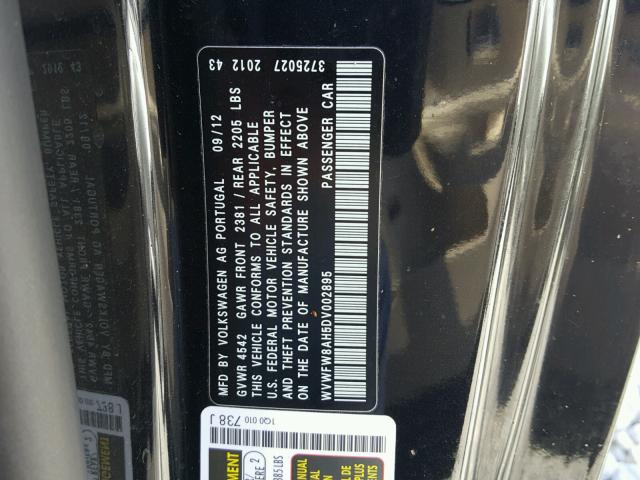 3725027 2012 43
MFD BY VOLKSWAGEN AG PORTUGAL 09/12
GVWR 4542 GAWR FRONT 2381 / REAR 2205 LBS
THIS VEHICLE CONFORMS TO ALL APPLICABLE
U.S. FEDERAL MOTOR VEHICLE SAFETY, BUMPER
AND THEFT PREVENTION STANDARDS IN EFFECT
ON THE DATE OF MANUFACTURE SHOWN ABOVE
WVWFW8AH5DV002895 PASSENGER CAR
1Q0 010 738 J